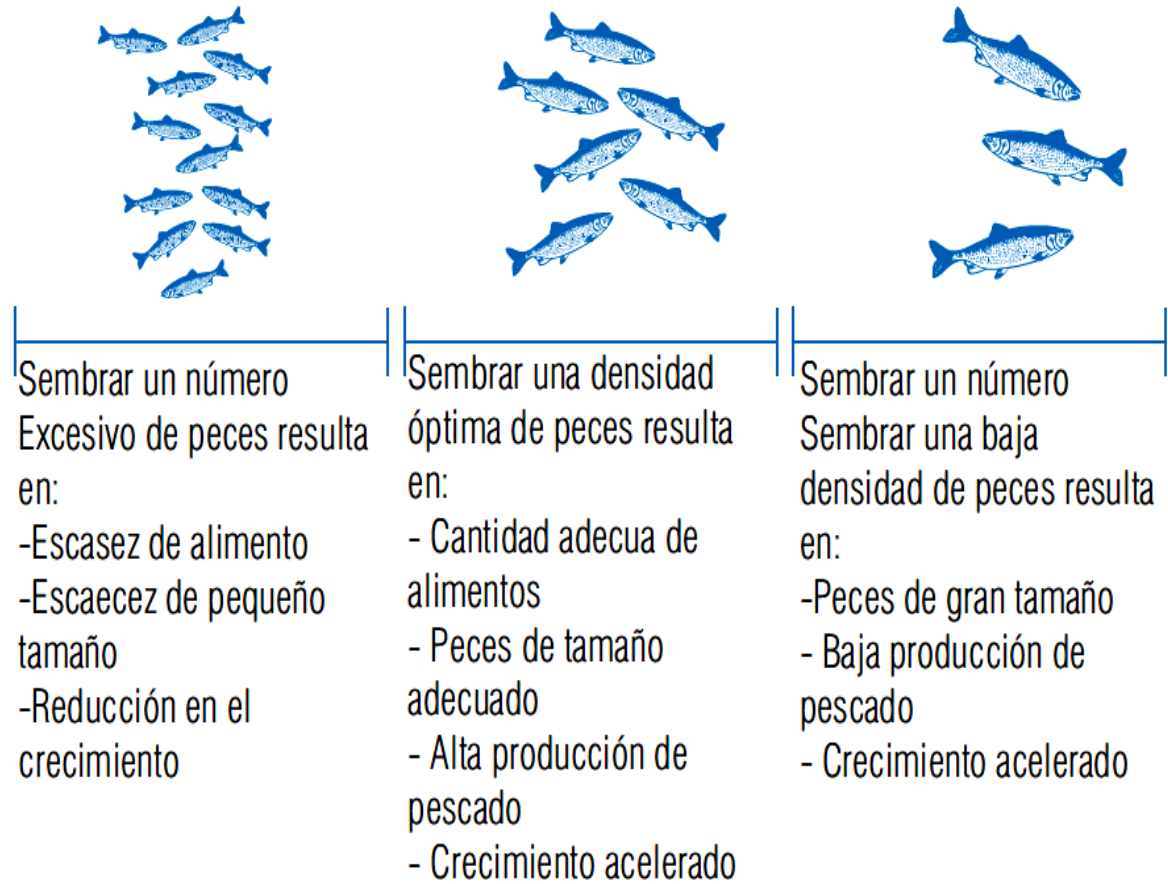 Sembrar un número
Excesivo de peces resulta
en:
-Escasez de alimento
-Escaecez de pequeño
tamaño
-Reducción en el
crecimiento
Sembrar una densidad
óptima de peces resulta
en:
- Cantidad adecua de
alimentos
- Peces de tamaño
adecuado
- Alta producción de
pescado
- Crecimiento acelerado
Sembrar un número
Sembrar una baja
densidad de peces resulta
en:
-Peces de gran tamaño
- Baja producción de
pescado
- Crecimiento acelerado